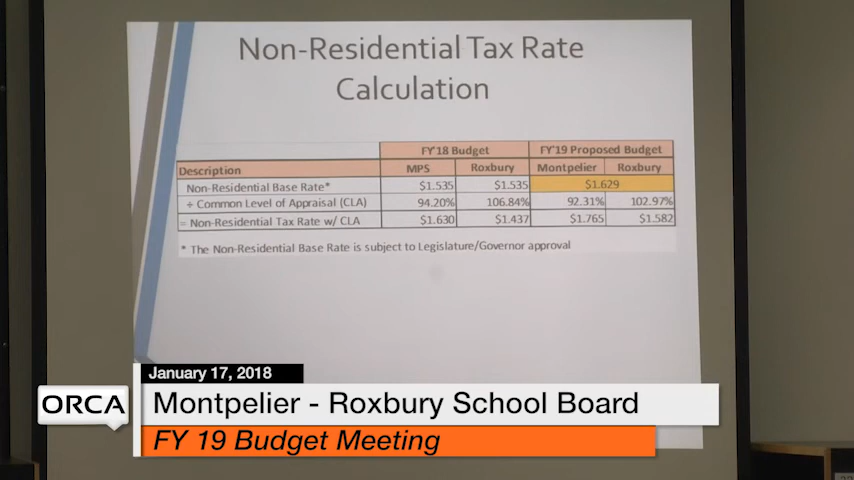 Non-Residential Tax Rate
Calculation
FY'18 Budget FY'19 Proposed Budget
Description MPS Roxbury Montpelier Roxbury
Non-Residential Base Rate* $1.535 $1.535 $1.629
÷ Common Level of Appraisal (CLA) 94.20% 106.84% 92.31% 102.97%
= Non-Residential Tax Rate w/ CLA $1.630 $1.437 $1.765 $1.582
* The Non-Residential Base Rate is subject to Legislature/Governor approval
January 17, 2018
ORCA
Montpelier - Roxbury School Board
FY 19 Budget Meeting